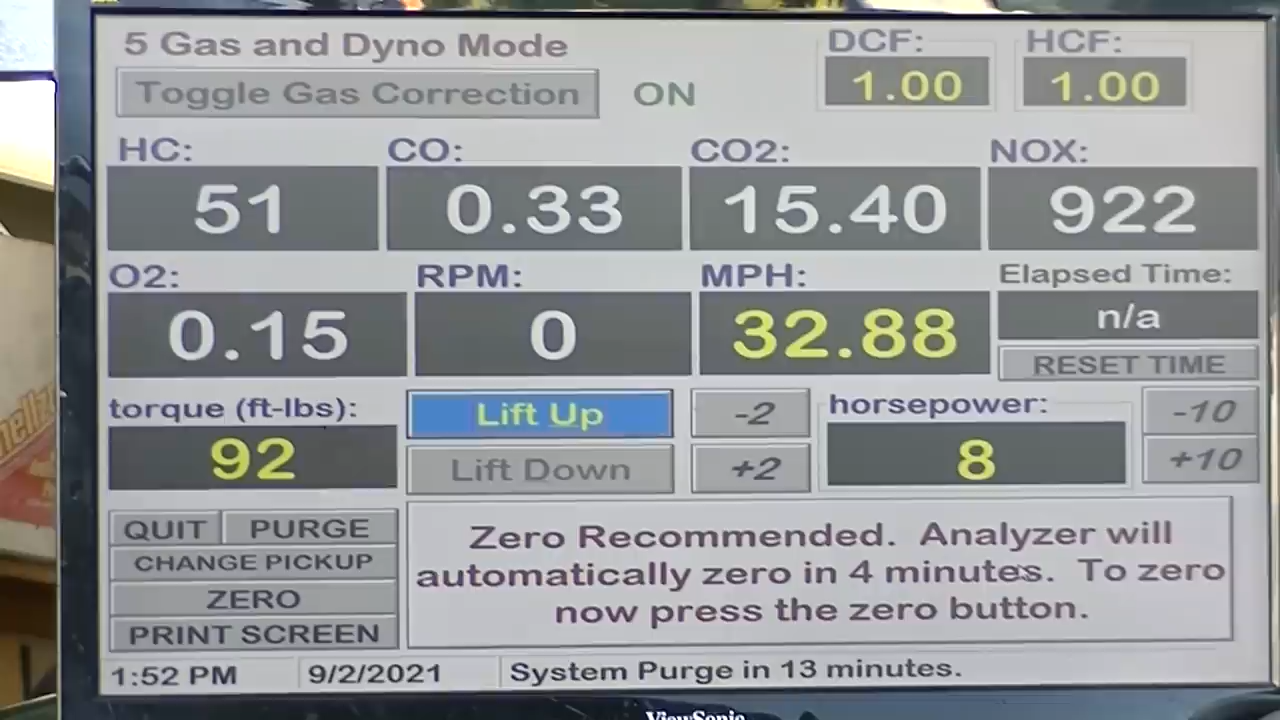 5 Gas and Dyno Mode
DCF:
HCF:
Toggle Gas Correction
ON
1.00
1.00
HC:
CO:
CO2:
NOX:
51
0.33
15.40
922
O2:
RPM:
MPH:
Elapsed Time:
0.15
0
32.88
n/a
RESET TIME
torque (ft-lbs):
Lift Up
-2
horsepower:
-10
92
Lift Down
+2
8
+10
QUIT
PURGE
CHANGE PICKUP
ZERO
PRINT SCREEN
Zero Recommended. Analyzer will
automatically zero in 4 minutes. To zero
now press the zero button.
1:52 PM
9/2/2021
System Purge in 13 minutes.
ViewSonic